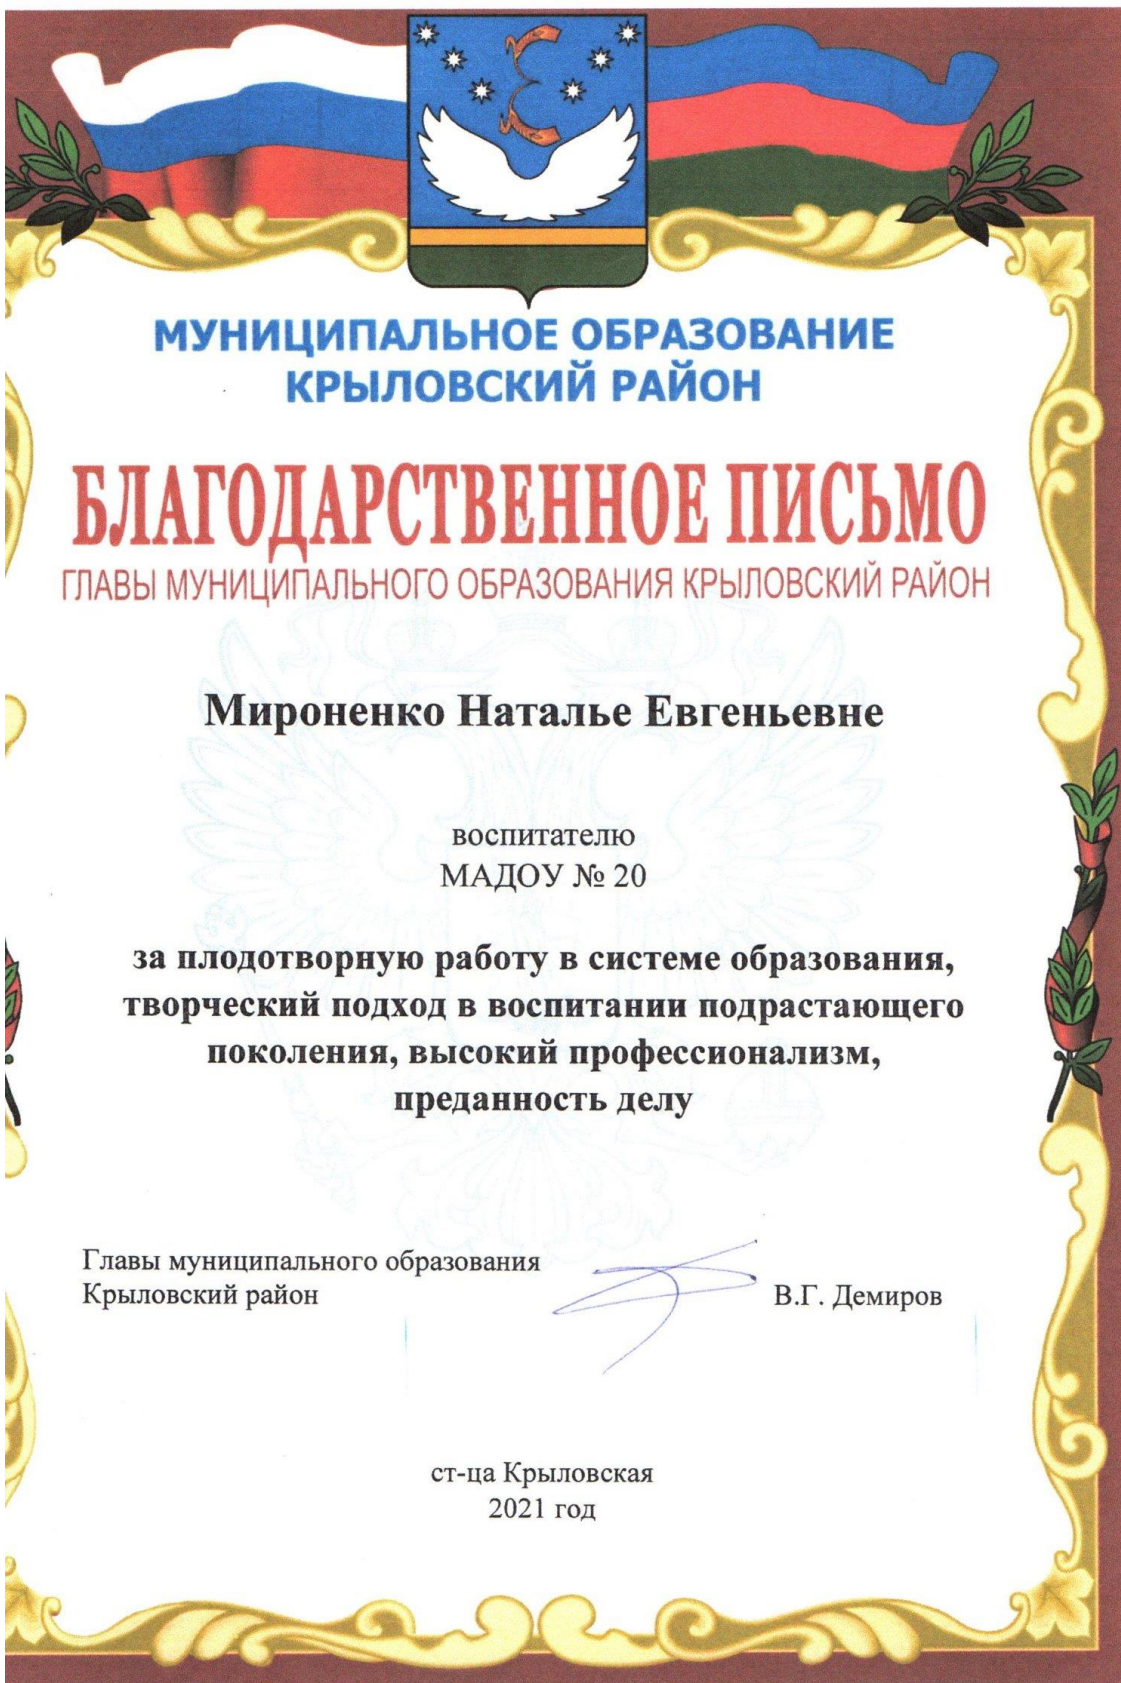 МУНИЦИПАЛЬНОЕ ОБРАЗОВАНИЕ
КРЫЛОВСКИЙ РАЙОН
БЛАГОДАРСТВЕННОЕ ПИСЬМО
ГЛАВЫ МУНИЦИПАЛЬНОГО ОБРАЗОВАНИЯ КРЫЛОВСКИЙ РАЙОН
Мироненко Наталье Евгеньевне
воспитателю
МАДОУ № 20
за плодотворную работу в системе образования,
творческий подход в воспитании подрастающего
поколения, высокий профессионализм,
преданность делу
Главы муниципального образования
Крыловский район
В.Г. Демиров
ст-ца Крыловская
2021 год